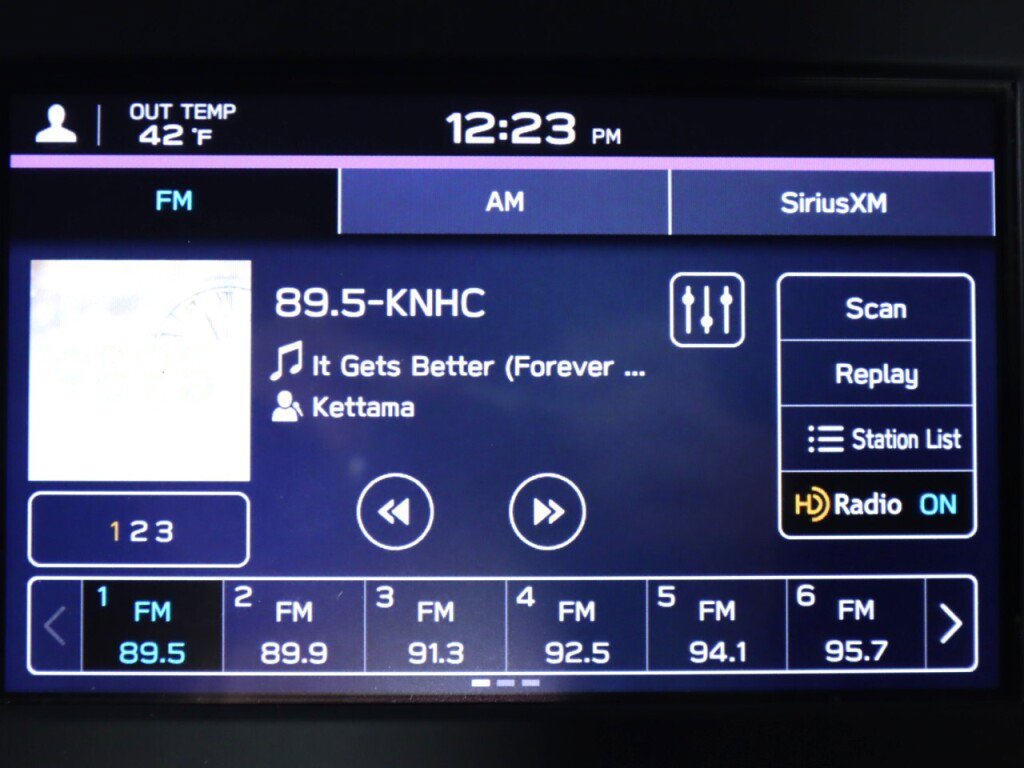 OUT TEMP
42 °F
12:23 PM
FM
AM
SiriusXM
89.5-KNHC
It Gets Better (Forever ...
Kettama
Scan
Replay
Station List
HD Radio ON
1 2 3
1 FM 89.5
2 FM 89.9
3 FM 91.3
4 FM 92.5
5 FM 94.1
6 FM 95.7